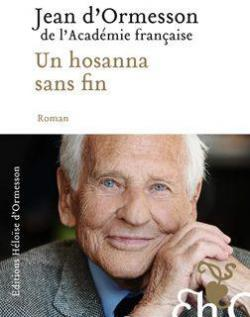 Jean d'Ormesson
de l'Académie française
Un hosanna
sans fin
Roman
Éditions Héloïse d'Ormesson